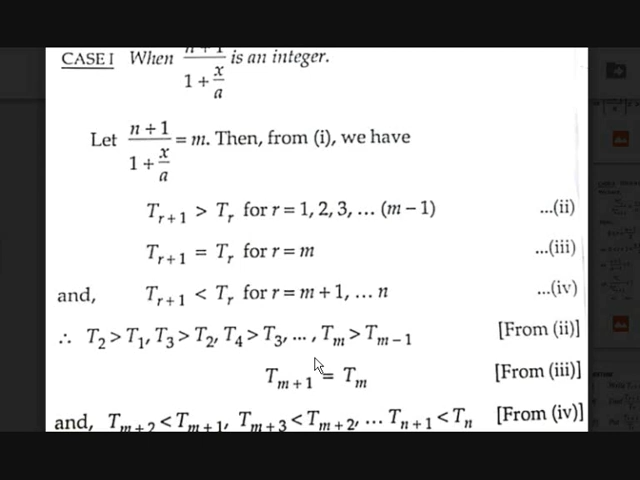 CASE I When n+1 / 1 + x/a is an integer.
Let n+1 / 1 + x/a = m. Then, from (i), we have
T_{r+1} > T_r for r = 1, 2, 3, ... (m − 1) ...(ii)
T_{r+1} = T_r for r = m ...(iii)
and, T_{r+1} < T_r for r = m + 1, ... n ...(iv)
∴ T_2 > T_1, T_3 > T_2, T_4 > T_3, ... , T_m > T_{m−1} [From (ii)]
T_{m+1} = T_m [From (iii)]
and, T_{m+2} < T_{m+1}, T_{m+3} < T_{m+2}, ... T_{n+1} < T_n [From (iv)]